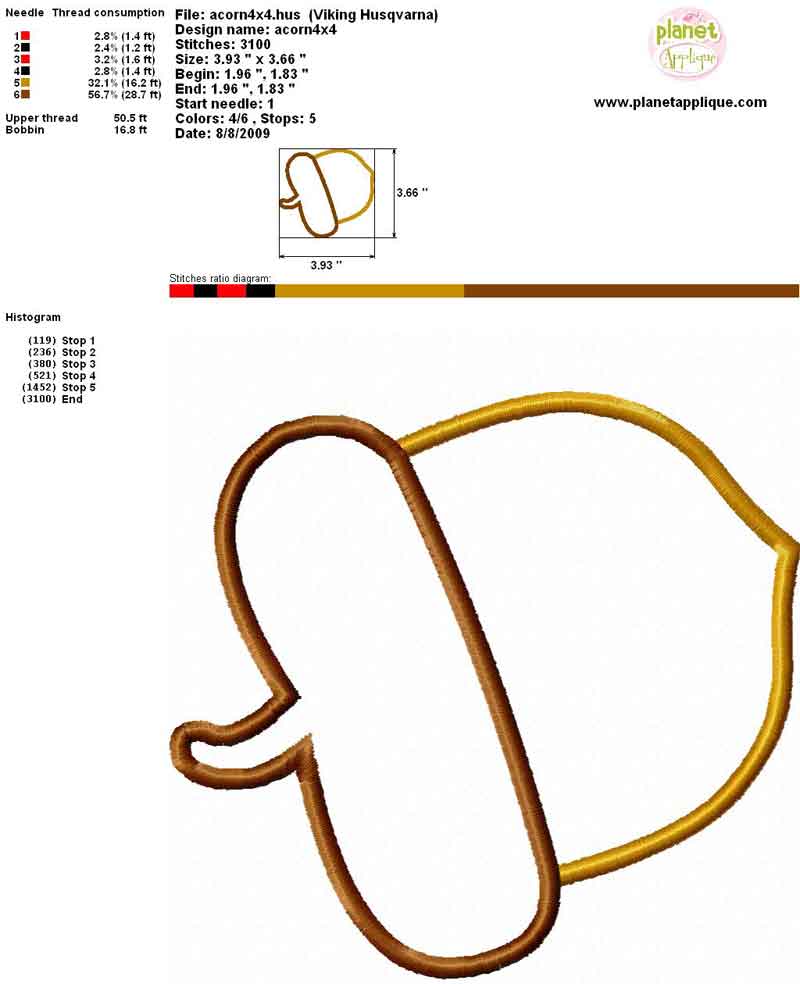 Needle Thread consumption
1 2.8% (1.4 ft)
2 2.4% (1.2 ft)
3 3.2% (1.6 ft)
4 2.8% (1.4 ft)
5 32.1% (16.2 ft)
6 56.7% (28.7 ft)
Upper thread 50.5 ft
Bobbin 16.8 ft
File: acorn4x4.hus (Viking Husqvarna)
Design name: acorn4x4
Stitches: 3100
Size: 3.93 " x 3.66 "
Begin: 1.96 ", 1.83 "
End: 1.96 ", 1.83 "
Start needle: 1
Colors: 4/6 , Stops: 5
Date: 8/8/2009
planet
Applique
www.planetapplique.com
3.66 "
3.93 "
Stitches ratio diagram:
Histogram
(119) Stop 1
(236) Stop 2
(380) Stop 3
(521) Stop 4
(1452) Stop 5
(3100) End